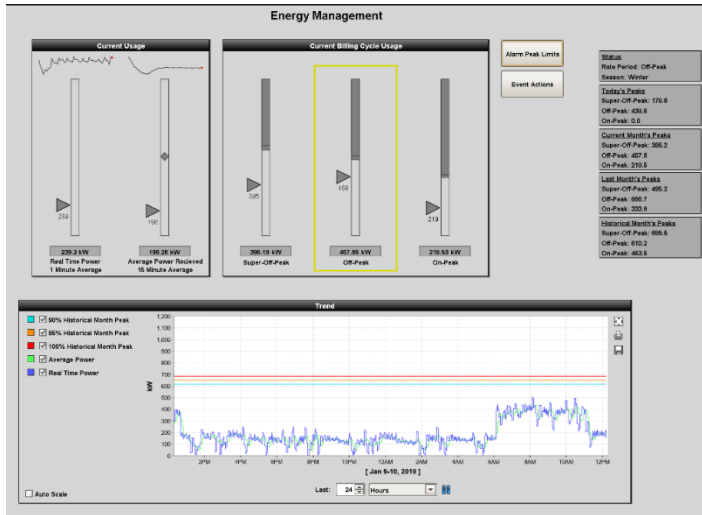 Energy Management
Current Usage
239
196
239.2 kW
196.26 kW
Real Time Power
1 Minute Average
Average Power Recieved
15 Minute Average
Current Billing Cycle Usage
395
219
395.19 kW
457.65 kW
218.53 kW
Super-Off-Peak
Off-Peak
On-Peak
Alarm Peak Limits
Event Actions
Status
Rate Period: Off-Peak
Season: Winter
Today's Peaks
Super-Off-Peak: 178.6
Off-Peak: 439.6
On-Peak: 0.0
Current Month's Peaks
Super-Off-Peak: 395.2
Off-Peak: 457.6
On-Peak: 218.5
Last Month's Peaks
Super-Off-Peak: 495.2
Off-Peak: 666.7
On-Peak: 333.9
Historical Month's Peaks
Super-Off-Peak: 685.5
Off-Peak: 610.2
On-Peak: 463.5
Trend
90% Historical Month Peak
95% Historical Month Peak
100% Historical Month Peak
Average Power
Real Time Power
kW
1,200
1,100
1,000
900
800
700
600
500
400
300
200
100
0
2PM 4PM 6PM 8PM 10PM 12AM 2AM 4AM 6AM 8AM 10AM 12PM
[ Jan 9-10, 2019 ]
Auto Scale
Last: 24 Hours